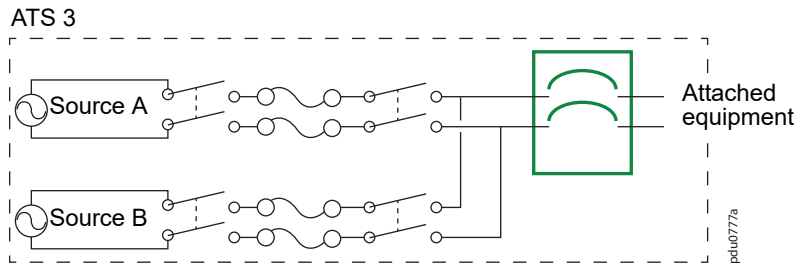 ATS 3
Source A
Attached
equipment
Source B
pdu0777a